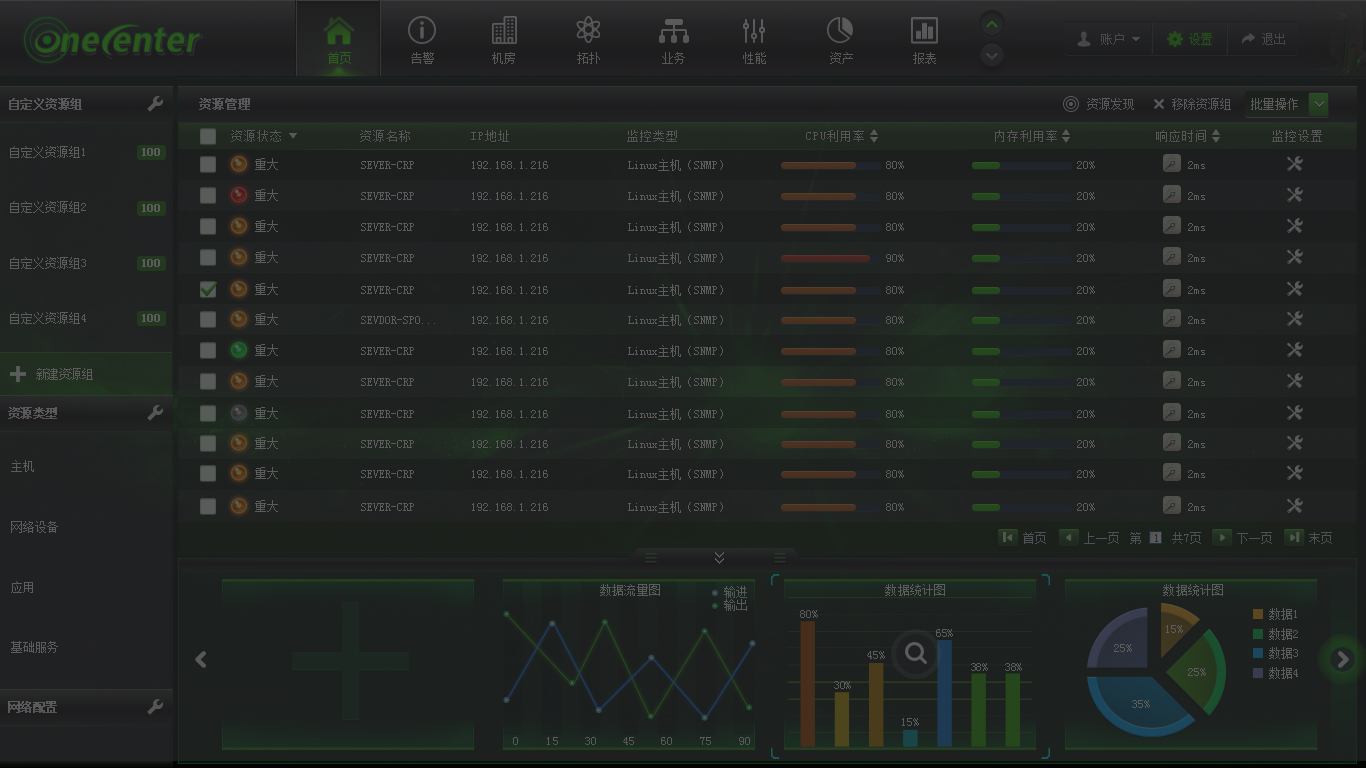 OneCenter
首页 告警 机房 拓扑 业务 性能 资产 报表 账户 设置 退出
自定义资源组
自定义资源组1 100
自定义资源组2 100
自定义资源组3 100
自定义资源组4 100
新建资源组
资源类型
主机
网络设备
应用
基础服务
网络配置
资源管理 资源发现 移除资源组 批量操作
资源状态 资源名称 IP地址 监控类型 CPU利用率 内存利用率 响应时间 监控设置
重大 SEVER-CRP 192.168.1.216 Linux主机（SNMP） 80% 20% 2ms
重大 SEVER-CRP 192.168.1.216 Linux主机（SNMP） 80% 20% 2ms
重大 SEVER-CRP 192.168.1.216 Linux主机（SNMP） 80% 20% 2ms
重大 SEVER-CRP 192.168.1.216 Linux主机（SNMP） 90% 20% 2ms
重大 SEVER-CRP 192.168.1.216 Linux主机（SNMP） 80% 20% 2ms
重大 SEVDOR-SPO... 192.168.1.216 Linux主机（SNMP） 80% 20% 2ms
重大 SEVER-CRP 192.168.1.216 Linux主机（SNMP） 80% 20% 2ms
重大 SEVER-CRP 192.168.1.216 Linux主机（SNMP） 80% 20% 2ms
重大 SEVER-CRP 192.168.1.216 Linux主机（SNMP） 80% 20% 2ms
重大 SEVER-CRP 192.168.1.216 Linux主机（SNMP） 80% 20% 2ms
重大 SEVER-CRP 192.168.1.216 Linux主机（SNMP） 80% 20% 2ms
重大 SEVER-CRP 192.168.1.216 Linux主机（SNMP） 80% 20% 2ms
首页 上一页 第 1 共7页 下一页 末页
数据流量图
输进
输出
0 15 30 45 60 75 90
数据统计图
80% 30% 45% 15% 65% 38% 38%
数据统计图
15%
25%
35%
25%
数据1
数据2
数据3
数据4